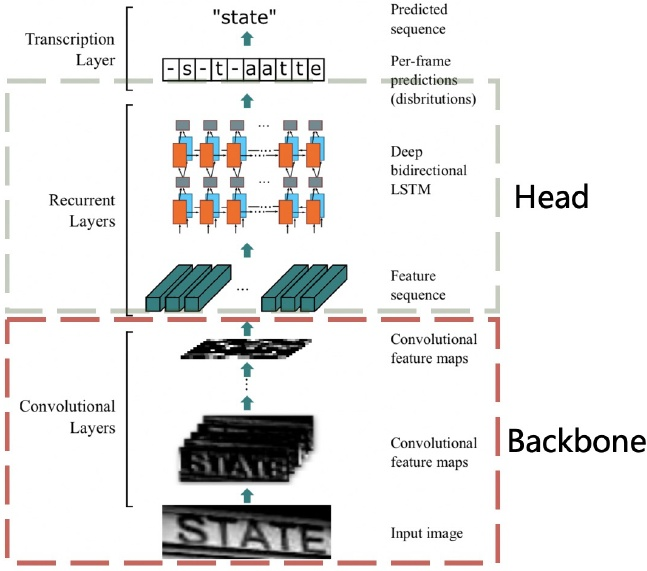 "state"
Predicted
sequence
Transcription
Layer
-s-t-aatte
Per-frame
predictions
(disbritutions)
Recurrent
Layers
Deep
bidirectional
LSTM
Head
...
Feature
sequence
Convolutional
feature maps
Convolutional
Layers
Convolutional
feature maps
STATE
Backbone
STATE
Input image